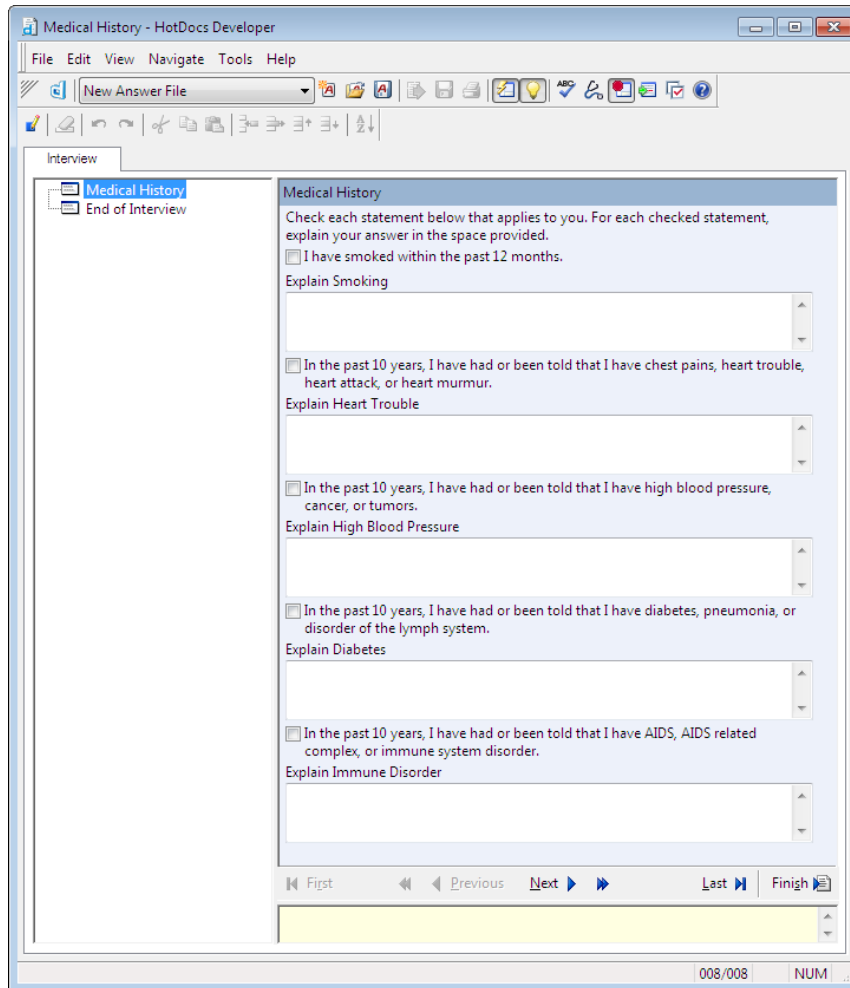 Medical History - HotDocs Developer
File Edit View Navigate Tools Help
New Answer File
Interview
Medical History
End of Interview
Medical History
Check each statement below that applies to you. For each checked statement,
explain your answer in the space provided.
I have smoked within the past 12 months.
Explain Smoking
In the past 10 years, I have had or been told that I have chest pains, heart trouble,
heart attack, or heart murmur.
Explain Heart Trouble
In the past 10 years, I have had or been told that I have high blood pressure,
cancer, or tumors.
Explain High Blood Pressure
In the past 10 years, I have had or been told that I have diabetes, pneumonia, or
disorder of the lymph system.
Explain Diabetes
In the past 10 years, I have had or been told that I have AIDS, AIDS related
complex, or immune system disorder.
Explain Immune Disorder
First Previous Next Last Finish
008/008 NUM